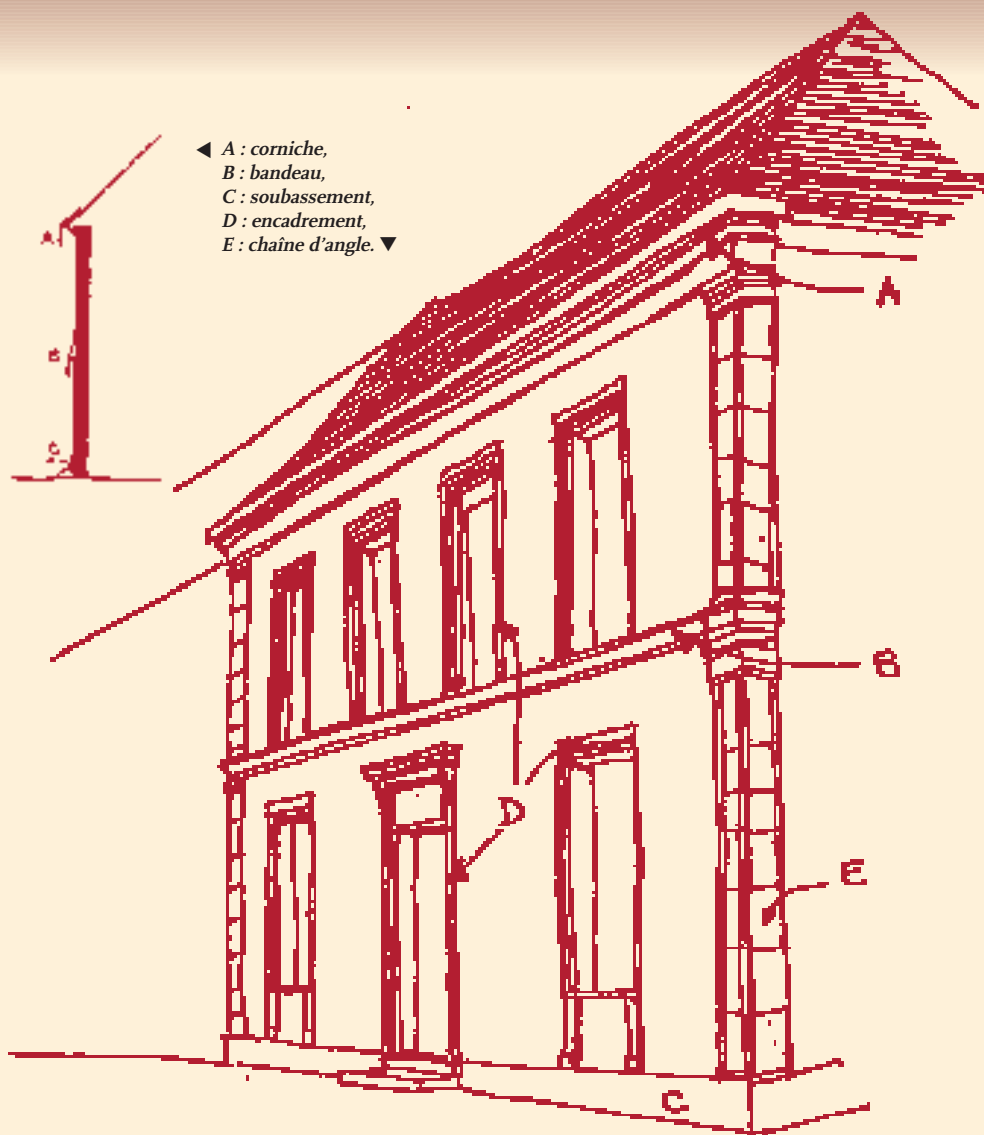 ◀ A : corniche,
B : bandeau,
C : soubassement,
D : encadrement,
E : chaîne d'angle. ▼
A
B
C
A
B
D
E
C